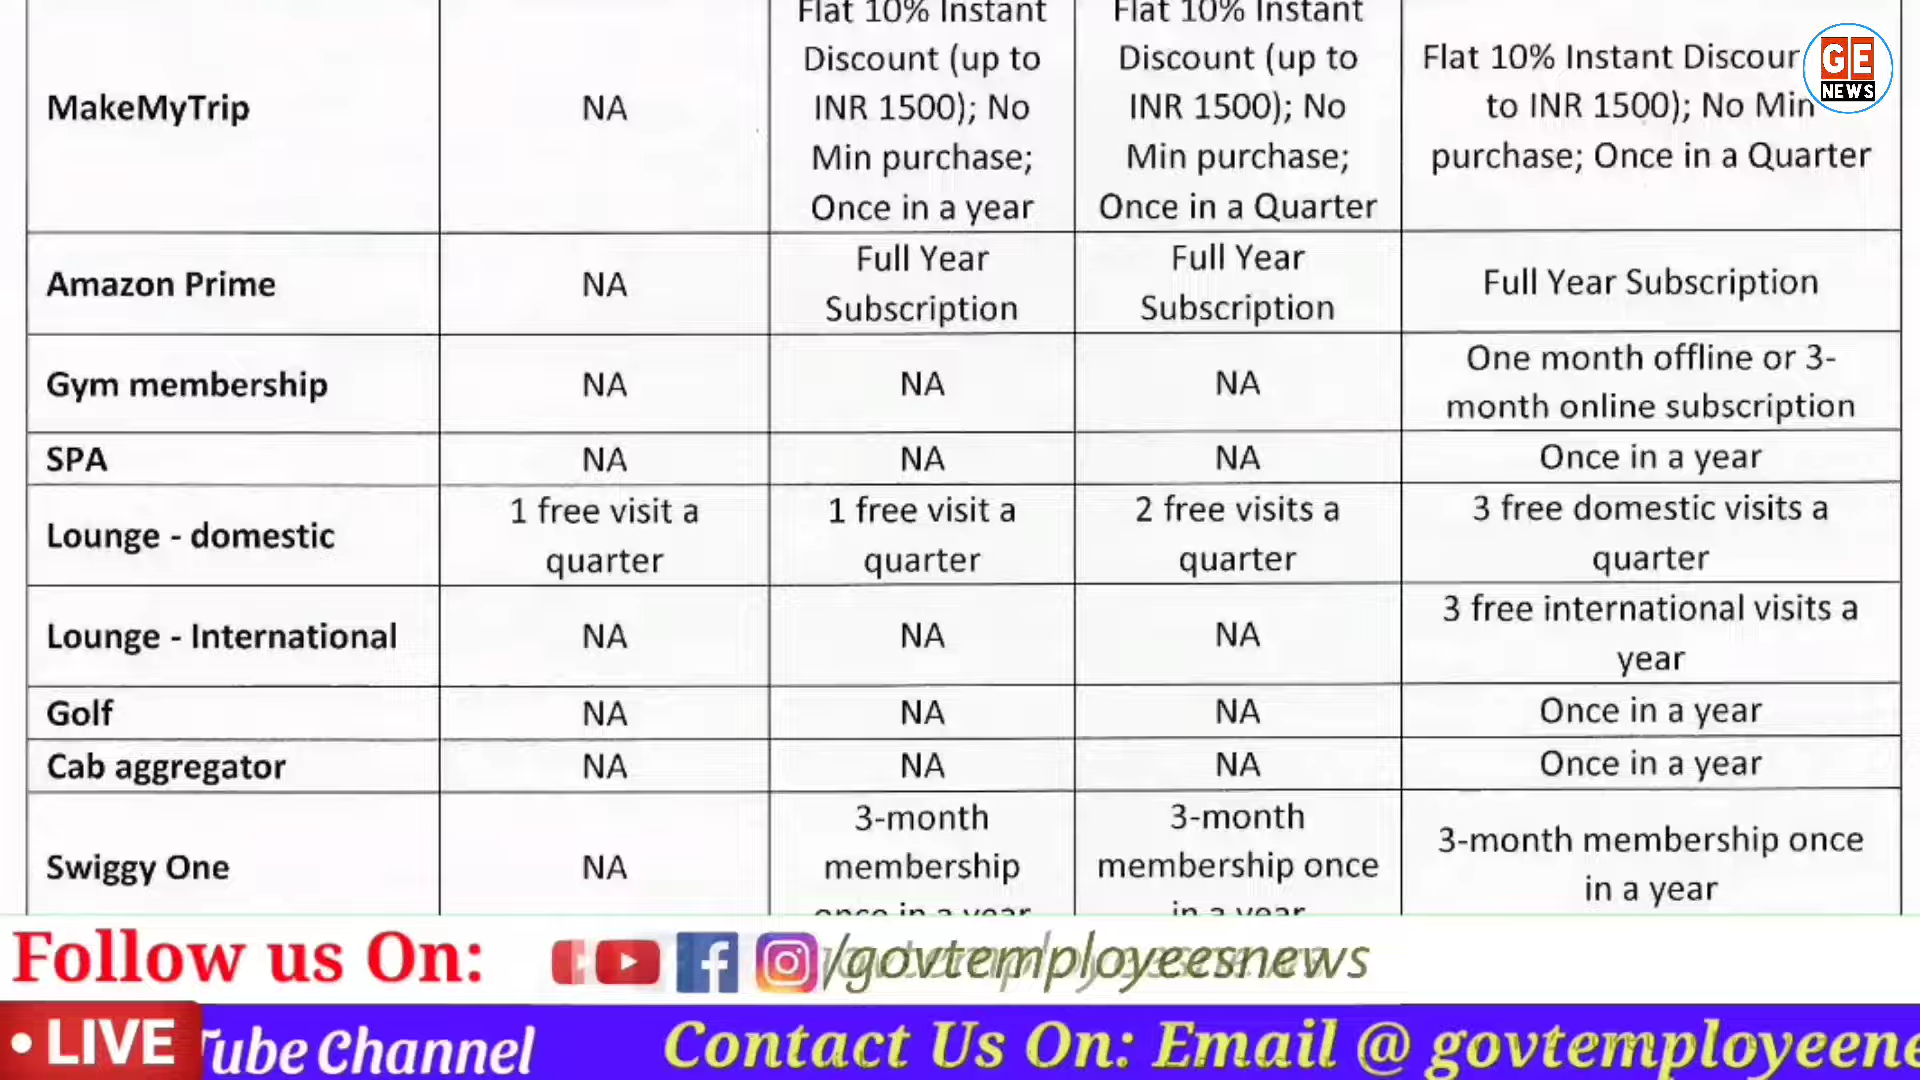 Flat 10% Instant
Discount (up to
INR 1500); No
Min purchase;
Once in a year
Flat 10% Instant
Discount (up to
INR 1500); No
Min purchase;
Once in a Quarter
Flat 10% Instant
to INR 1500); No Min
purchase; Once in a Quarter
GE
NEWS
MakeMyTrip
NA
Amazon Prime
NA
Full Year
Subscription
Full Year
Subscription
Full Year Subscription
Gym membership
NA
NA
NA
One month offline or 3-
month online subscription
SPA
NA
NA
NA
Once in a year
Lounge - domestic
1 free visit a
quarter
1 free visit a
quarter
2 free visits a
quarter
3 free domestic visits a
quarter
Lounge - International
NA
NA
NA
3 free international visits a
year
Golf
NA
NA
NA
Once in a year
Cab aggregator
NA
NA
NA
Once in a year
Swiggy One
NA
3-month
membership
once in a year
3-month
membership once
in a year
3-month membership once
in a year
Follow us On:
/govtemployeesnews
• LIVE
Tube Channel
Contact Us On: Email @ govtemployeene